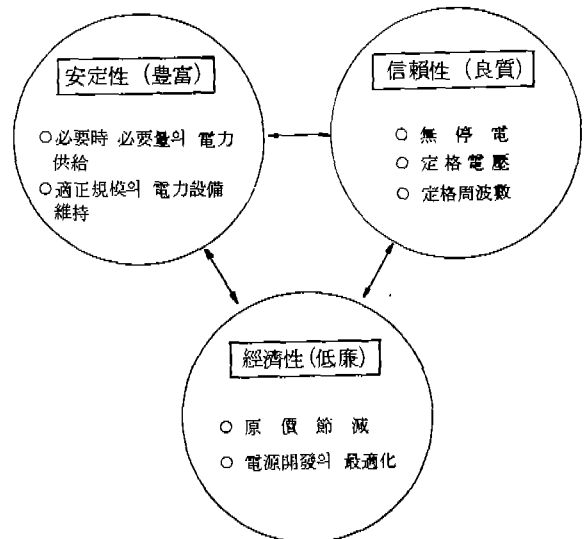 安定性 (豊富)
○必要時 必要量의 電力
供給
○適正規模의 電力設備
維持
信賴性 (良質)
○ 無 停 電
○ 定格電壓
○ 定格周波數
經濟性(低廉)
○ 原 價 節 減
○ 電源開發의 最適化